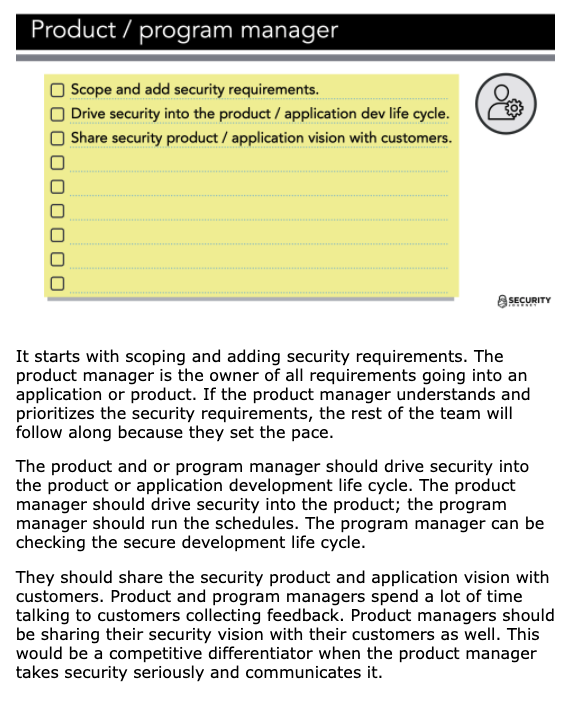 Product / program manager
Scope and add security requirements.
Drive security into the product / application dev life cycle.
Share security product / application vision with customers.
SECURITY
JOURNEY
It starts with scoping and adding security requirements. The
product manager is the owner of all requirements going into an
application or product. If the product manager understands and
prioritizes the security requirements, the rest of the team will
follow along because they set the pace.
The product and or program manager should drive security into
the product or application development life cycle. The product
manager should drive security into the product; the program
manager should run the schedules. The program manager can be
checking the secure development life cycle.
They should share the security product and application vision with
customers. Product and program managers spend a lot of time
talking to customers collecting feedback. Product managers should
be sharing their security vision with their customers as well. This
would be a competitive differentiator when the product manager
takes security seriously and communicates it.